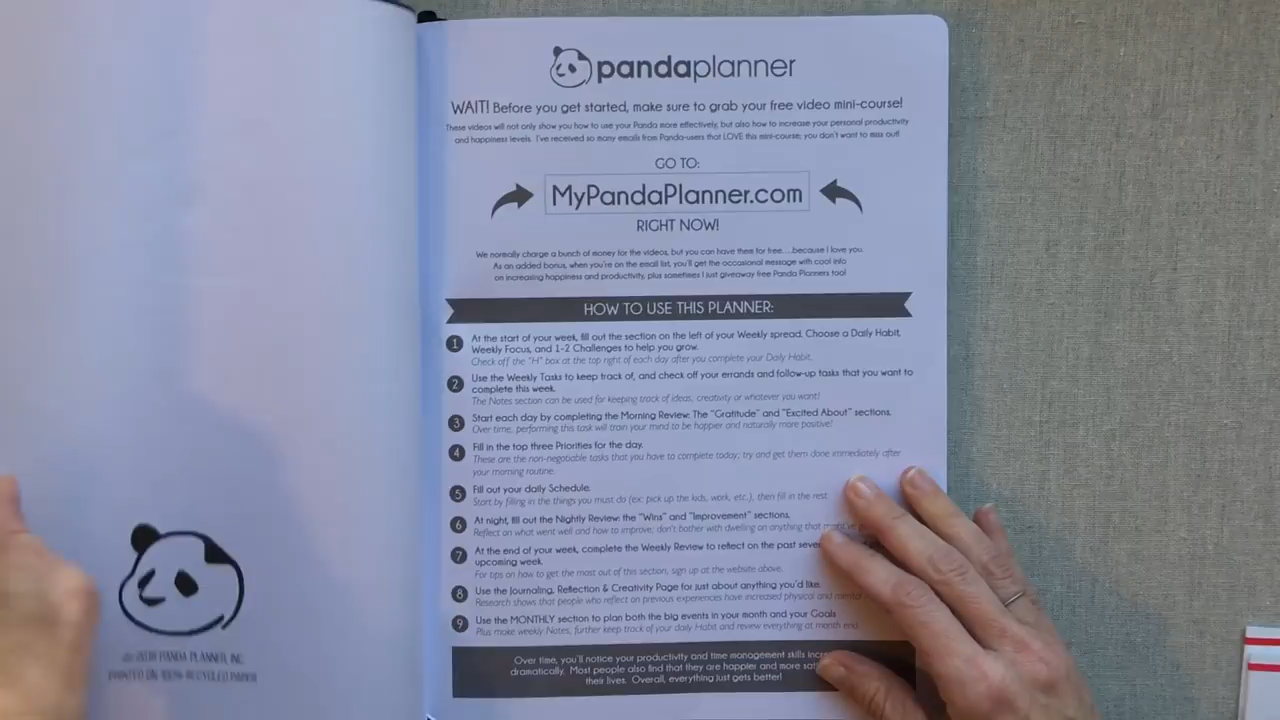 pandaplanner
WAIT! Before you get started, make sure to grab your free video mini-course!
These videos will not only show you how to use your Panda more effectively, but also how to increase your personal productivity
and happiness levels. I've received so many emails from Panda-users that LOVE this mini-course; you don't want to miss out!
GO TO:
MyPandaPlanner.com
RIGHT NOW!
We normally charge a bunch of money for the videos, but you can have them for free.....because I love you.
As an added bonus, when you're on the email list, you'll get the occasional message with cool info
on increasing happiness and productivity, plus sometimes I just giveaway free Panda Planners too!
HOW TO USE THIS PLANNER:
1 At the start of your week, fill out the section on the left of your Weekly spread. Choose a Daily Habit,
Weekly Focus, and 1-2 Challenges to help you grow.
Check off the "H" box at the top right of each day after you complete your Daily Habit.
2 Use the Weekly Tasks to keep track of, and check off your errands and follow-up tasks that you want to
complete this week.
The Notes section can be used for keeping track of ideas, creativity or whatever you want!
3 Start each day by completing the Morning Review: The "Gratitude" and "Excited About" sections.
Over time, performing this task will train your mind to be happier and naturally more positive!
4 Fill in the top three Priorities for the day.
These are the non-negotiable tasks that you have to complete today; try and get them done immediately after
your morning routine.
5 Fill out your daily Schedule.
Start by filling in the things you must do (ex: pick up the kids, work, etc.), then fill in the rest
6 At night, fill out the Nightly Review: the "Wins" and "Improvement" sections.
Reflect on what went well and how to improve; don't bother with dwelling on anything that
7 At the end of your week, complete the Weekly Review to reflect on the past
upcoming week.
For tips on how to get the most out of this section, sign up at the website above.
8 Use the Journaling, Reflection & Creativity Page for just about anything you'd like.
Research shows that people who reflect on previous experiences have increased physical and
9 Use the MONTHLY section to plan both the big events in your month and your Goals
Plus make weekly Notes, further keep track of your daily Habit and review everything at month end.
Over time, you'll notice your productivity and time management skills
dramatically. Most people also find that they are happier and more
their lives. Overall, everything just gets better!
2018 PANDA PLANNER, INC.
PRINTED ON 100% RECYCLED PAPER